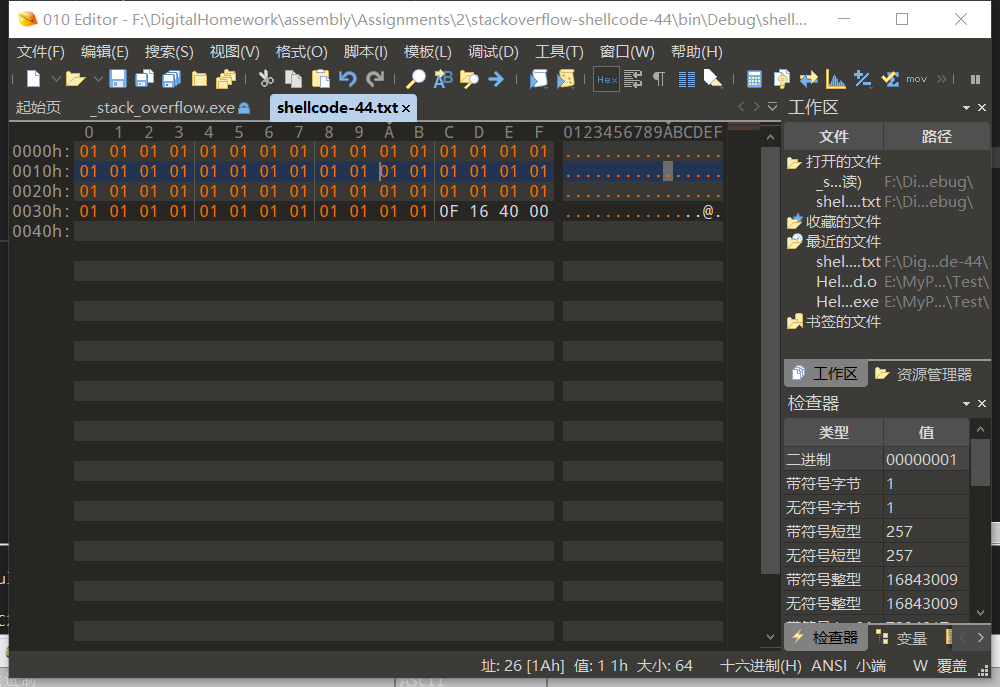 010 Editor - F:\DigitalHomework\assembly\Assignments\2\stackoverflow-shellcode-44\bin\Debug\shell...
文件(F) 编辑(E) 搜索(S) 视图(V) 格式(O) 脚本(I) 模板(L) 调试(D) 工具(T) 窗口(W) 帮助(H)
Hex mov »
起始页 _stack_overflow.exe shellcode-44.txt × 工作区
0 1 2 3 4 5 6 7 8 9 A B C D E F 0123456789ABCDEF
0000h: 01 01 01 01 01 01 01 01 01 01 01 01 01 01 01 01 ................
0010h: 01 01 01 01 01 01 01 01 01 01 01 01 01 01 01 01 ................
0020h: 01 01 01 01 01 01 01 01 01 01 01 01 01 01 01 01 ................
0030h: 01 01 01 01 01 01 01 01 01 01 01 01 0F 16 40 00 ..............@.
0040h:
文件 路径
打开的文件
_s...读) F:\Di...ebug\
shel....txt F:\Di...ebug\
收藏的文件
最近的文件
shel....txt F:\Dig...de-44\
Hel...d.o E:\MyP...\Test\
Hel...exe E:\MyP...\Test\
书签的文件
工作区 资源管理器
检查器
类型 值
二进制 00000001
带符号字节 1
无符号字节 1
带符号短型 257
无符号短型 257
带符号整型 16843009
无符号整型 16843009
检查器 变量
址: 26 [1Ah] 值: 1 1h 大小: 64 十六进制(H) ANSI 小端 W 覆盖
ASCII